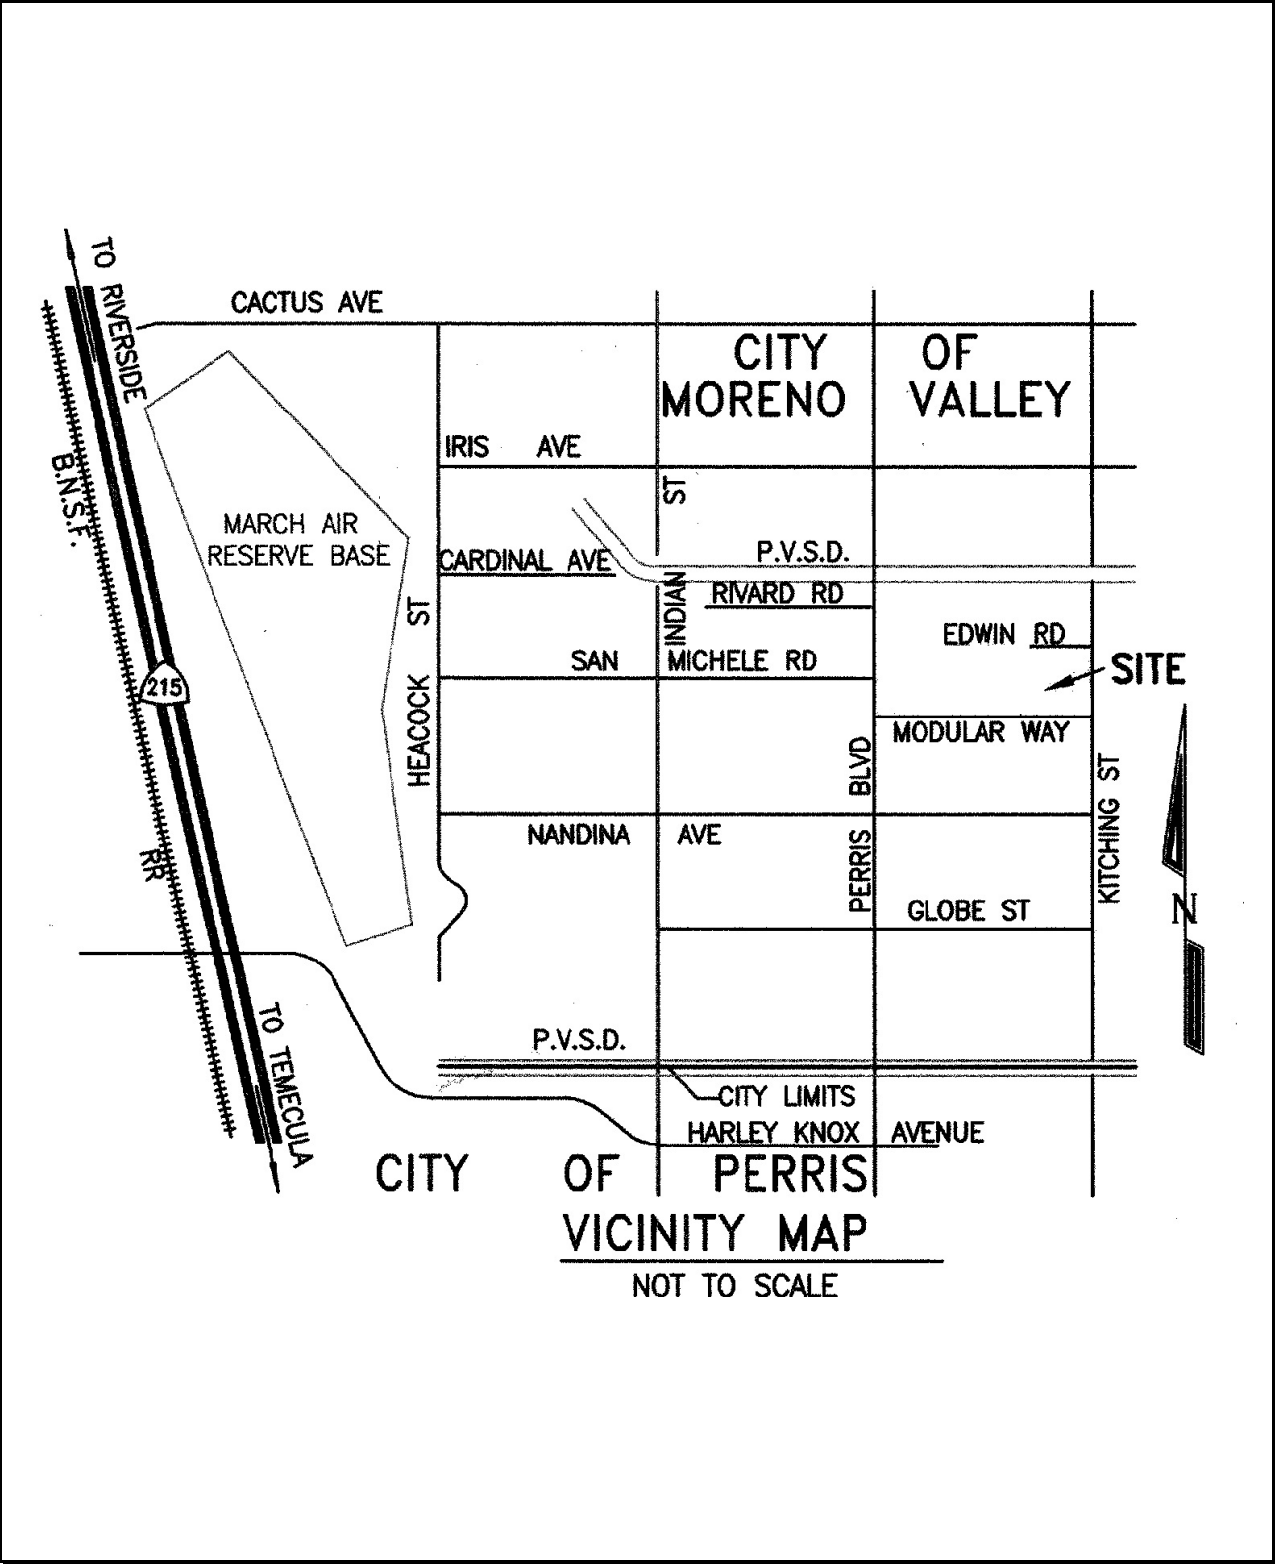 TO RIVERSIDE
CACTUS AVE
CITY OF
MORENO VALLEY
IRIS AVE
B.N.S.F.
MARCH AIR
RESERVE BASE
INDIAN ST
P.V.S.D.
CARDINAL AVE
RIVARD RD
EDWIN RD
SAN MICHELE RD
SITE
215
HEACOCK ST
MODULAR WAY
PERRIS BLVD
KITCHING ST
NANDINA AVE
RR
GLOBE ST
N
TO TEMECULA
P.V.S.D.
CITY LIMITS
HARLEY KNOX AVENUE
CITY OF PERRIS
VICINITY MAP
NOT TO SCALE